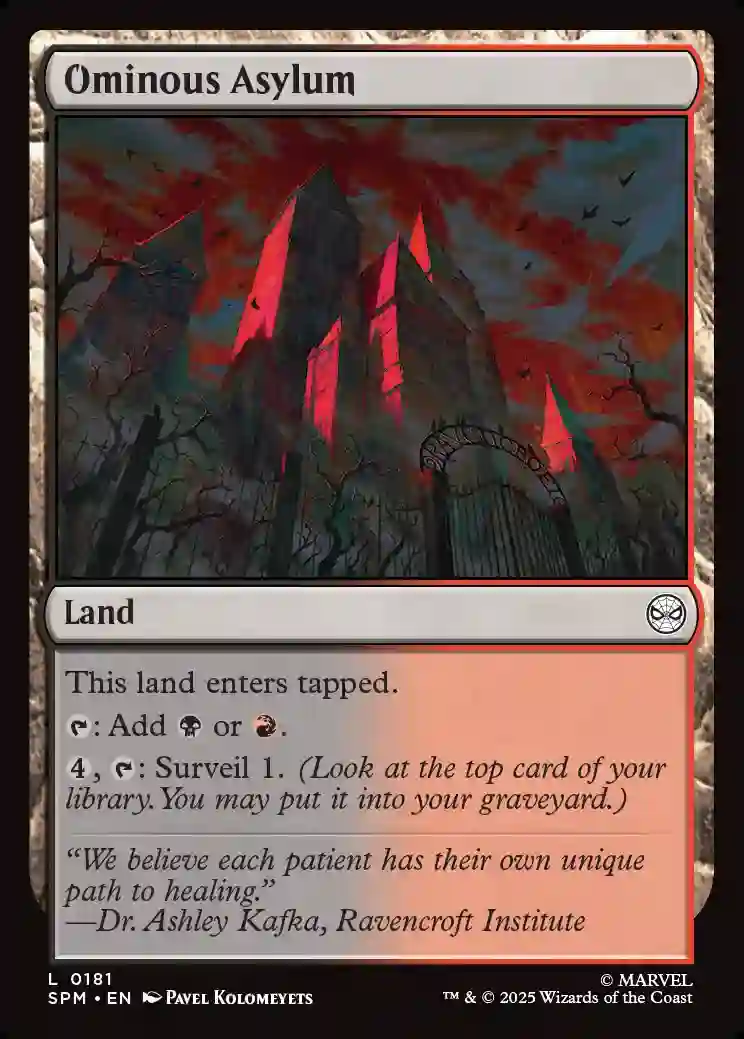 Ominous Asylum
RAVENCROFT
Land
This land enters tapped.
: Add or .
4, : Surveil 1. (Look at the top card of your
library. You may put it into your graveyard.)
“We believe each patient has their own unique
path to healing.”
—Dr. Ashley Kafka, Ravencroft Institute
L 0181
SPM • EN PAVEL KOLOMEYETS
© MARVEL
™ & © 2025 Wizards of the Coast